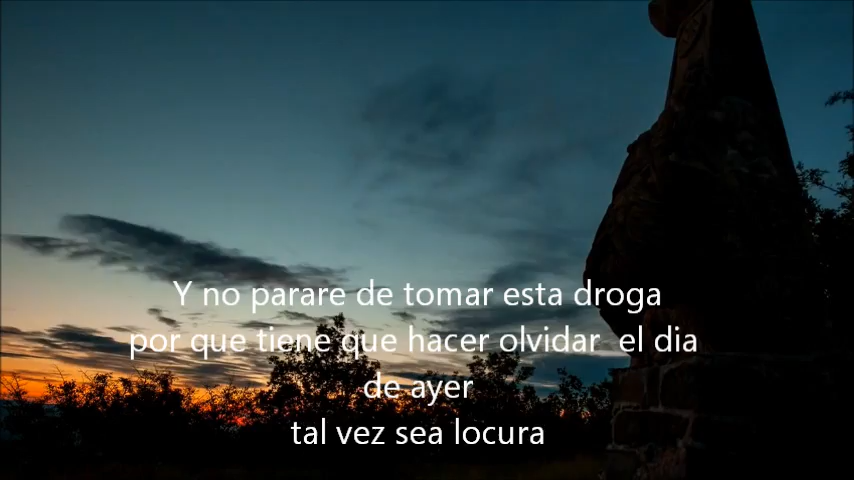 Y no parare de tomar esta droga
por que tiene que hacer olvidar  el dia
de ayer
tal vez sea locura